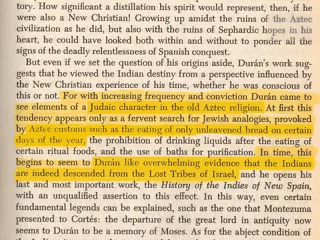 tory. How significant a distillation his spirit would represent, then, if he
were also a New Christian! Growing up amidst the ruins of the Aztec
civilization as he did, but also with the ruins of Sephardic hopes in his
heart, he could have looked both within and without to ponder all the
signs of the deadly relentlessness of Spanish conquest.
But even if we set the question of his origins aside, Durán's work sug-
gests that he viewed the Indian destiny from a perspective influenced by
the New Christian experience of his time, whether he was conscious of
this or not. For with increasing frequency and conviction Durán came to
see elements of a Judaic character in the old Aztec religion. At first this
tendency appears only as a fervent search for Jewish analogies, provoked
by Aztec customs such as the eating of only unleavened bread on certain
days of the year, the prohibition of drinking liquids after the eating of
certain ritual foods, and the use of baths for purification. In time, this
begins to seem to Durán like overwhelming evidence that the Indians
are indeed descended from the Lost Tribes of Israel, and he opens his
last and most important work, the History of the Indies of New Spain,
with an unqualified assertion to this effect. In this way, even certain
fundamental legends can be explained, such as the one that Montezuma
presented to Cortés: the departure of the great lord in antiquity now
seems to Durán to be a memory of Moses. As for the abject condition of